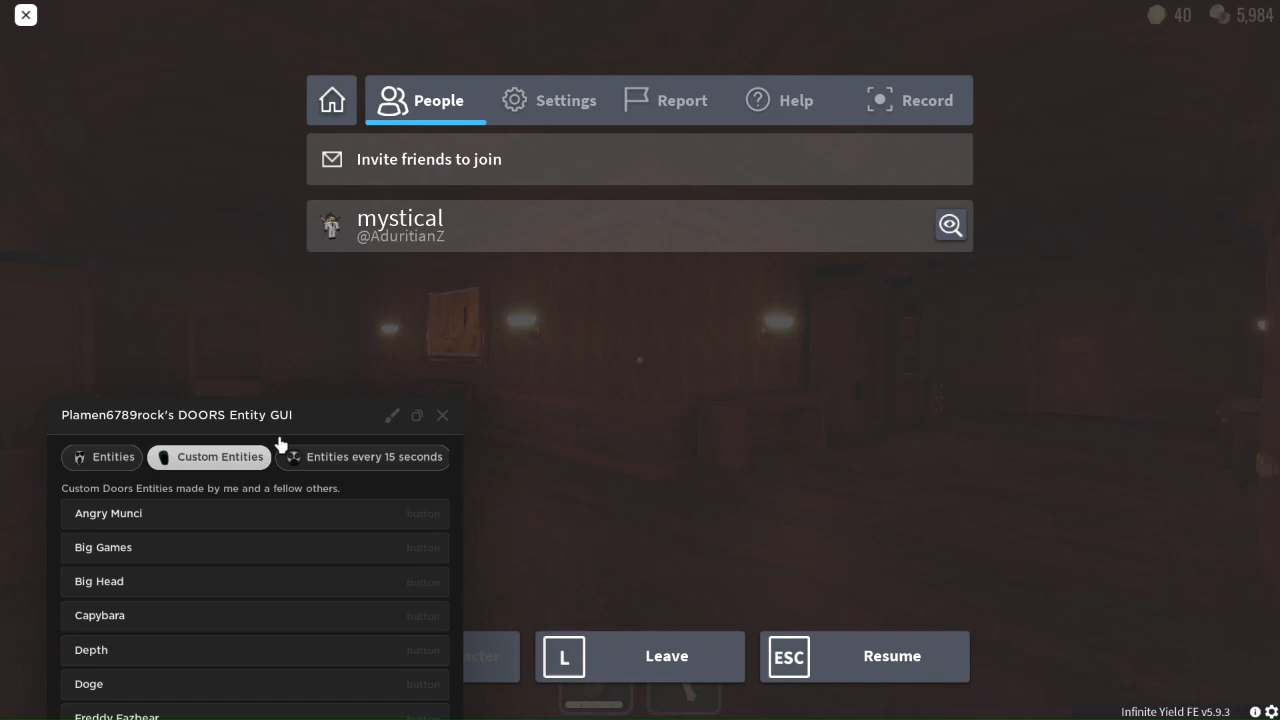 40 5,984
People Settings Report Help Record
Invite friends to join
mystical
@AduritianZ
Plamen6789rock's DOORS Entity GUI
Entities Custom Entities Entities every 15 seconds
Custom Doors Entities made by me and a fellow others.
Angry Munci button
Big Games button
Big Head button
Capybara button
Depth button
Doge button
Freddy Fazbear
L Leave ESC Resume
Infinite Yield FE v5.9.3